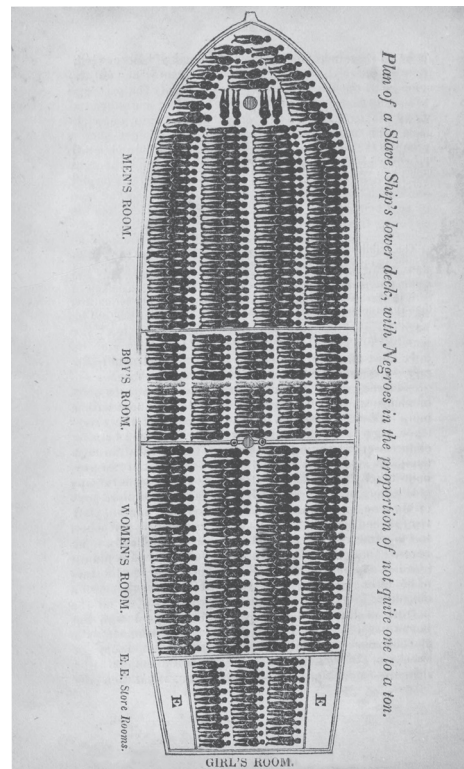 Plan of a Slave Ship's lower deck, with Negroes in the proportion of not quite one to a ton.
MEN'S ROOM.
BOY'S ROOM.
WOMEN'S ROOM.
E. E. Store Rooms.
E
E
GIRL'S ROOM.